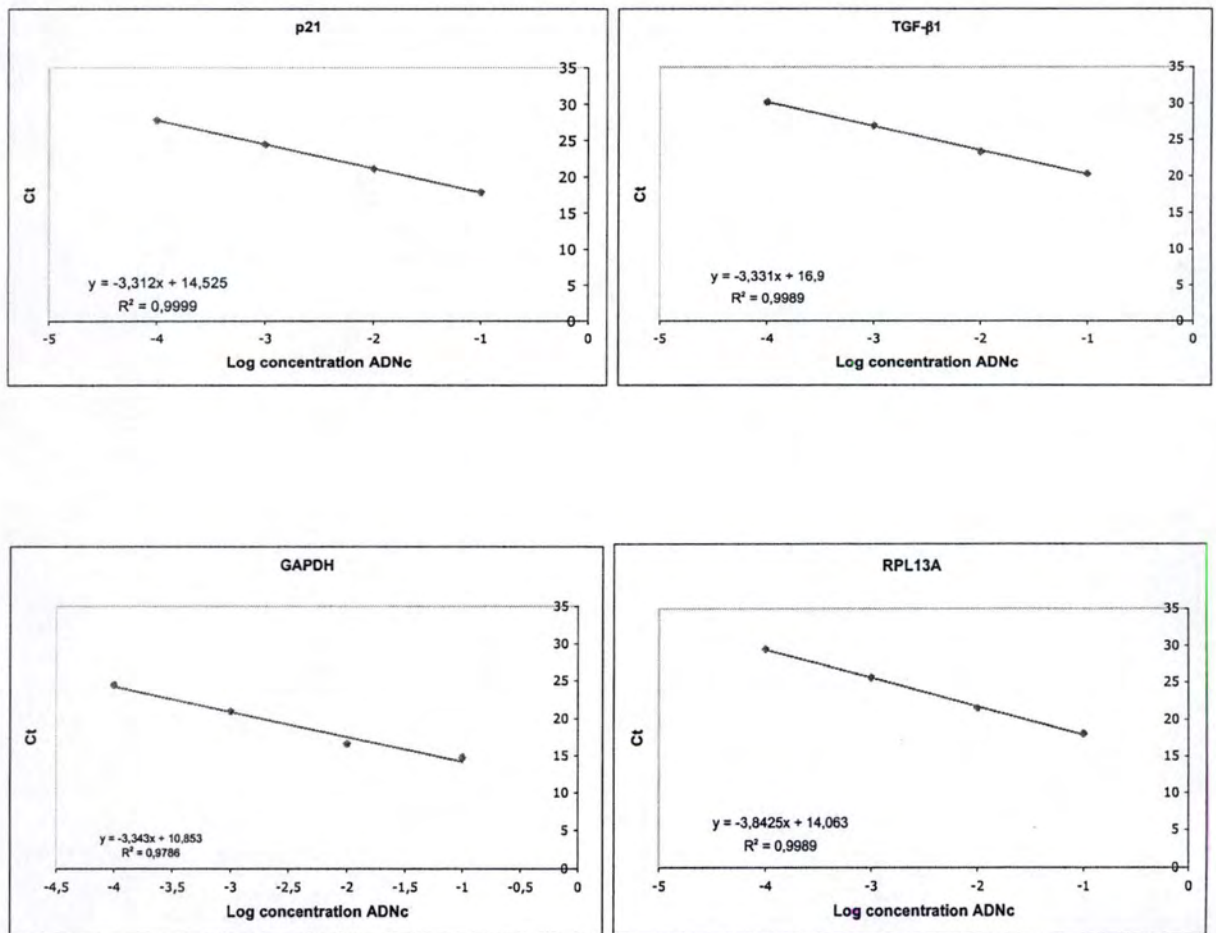 p21
35
30
25
20
15
10
5
0
Ct
y = -3,312x + 14,525
R² = 0,9999
-5 -4 -3 -2 -1 0
Log concentration ADNc
TGF-β1
35
30
25
20
15
10
5
0
Ct
y = -3,331x + 16,9
R² = 0,9989
-5 -4 -3 -2 -1 0
Log concentration ADNc
GAPDH
35
30
25
20
15
10
5
0
Ct
y = -3,343x + 10,853
R² = 0,9786
-4,5 -4 -3,5 -3 -2,5 -2 -1,5 -1 -0,5 0
Log concentration ADNc
RPL13A
35
30
25
20
15
10
5
0
Ct
y = -3,8425x + 14,063
R² = 0,9989
-5 -4 -3 -2 -1 0
Log concentration ADNc